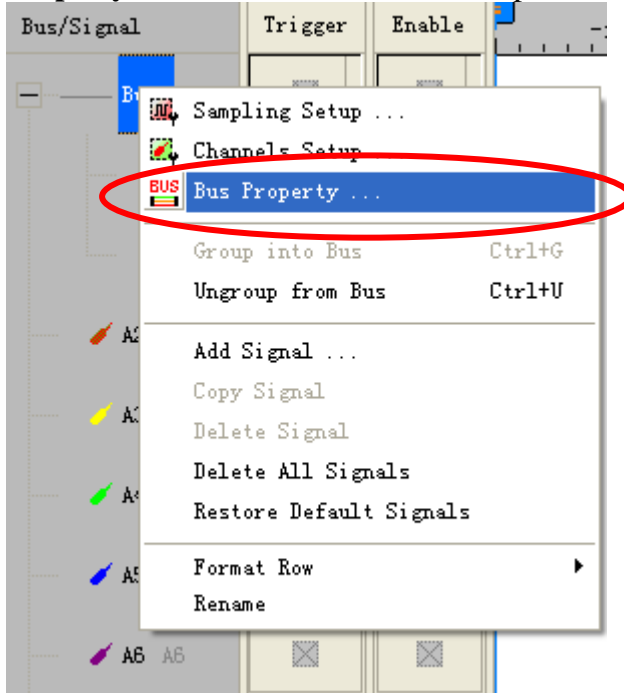 Bus/Signal Trigger Enable
Sampling Setup ...
Channels Setup
BUS Bus Property ...
Group into Bus Ctrl+G
Ungroup from Bus Ctrl+U
Add Signal ...
Copy Signal
Delete Signal
Delete All Signals
Restore Default Signals
Format Row
Rename
A6 A6